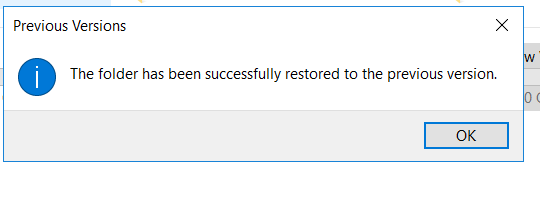 Previous Versions
The folder has been successfully restored to the previous version.
OK